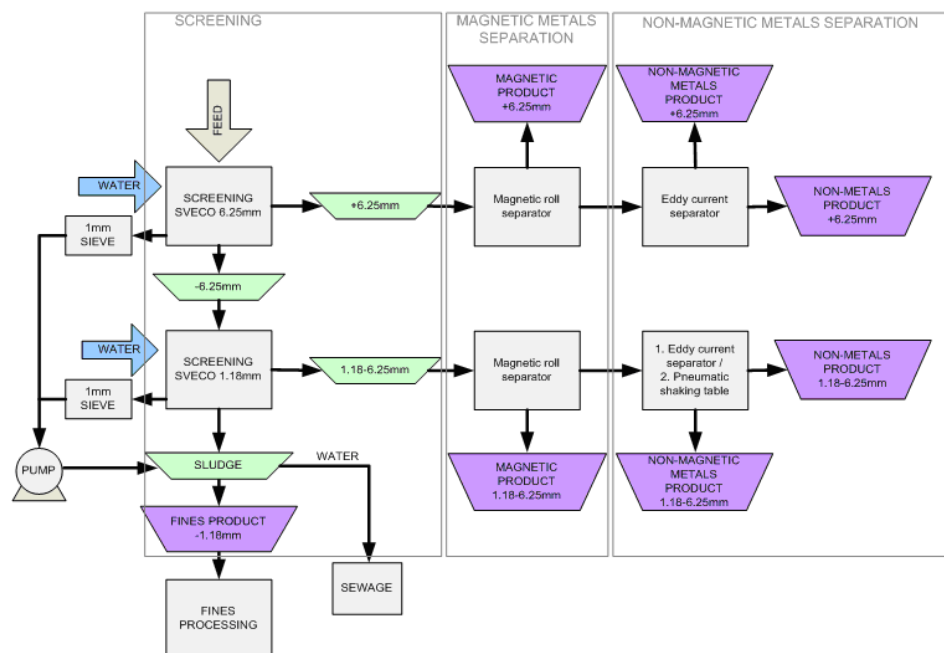 SCREENING
MAGNETIC METALS
SEPARATION
NON-MAGNETIC METALS SEPARATION
FEED
MAGNETIC
PRODUCT
+6.25mm
NON-MAGNETIC
METALS
PRODUCT
+6.25mm
WATER
SCREENING
SVECO 6.25mm
+6.25mm
Magnetic roll
separator
Eddy current
separator
NON-METALS
PRODUCT
+6.25mm
1mm
SIEVE
-6.25mm
WATER
SCREENING
SVECO 1.18mm
1.18-6.25mm
Magnetic roll
separator
1. Eddy current
separator /
2. Pneumatic
shaking table
NON-METALS
PRODUCT
1.18-6.25mm
1mm
SIEVE
PUMP
SLUDGE
WATER
MAGNETIC
PRODUCT
1.18-6.25mm
NON-MAGNETIC
METALS
PRODUCT
1.18-6.25mm
FINES PRODUCT
-1.18mm
SEWAGE
FINES
PROCESSING